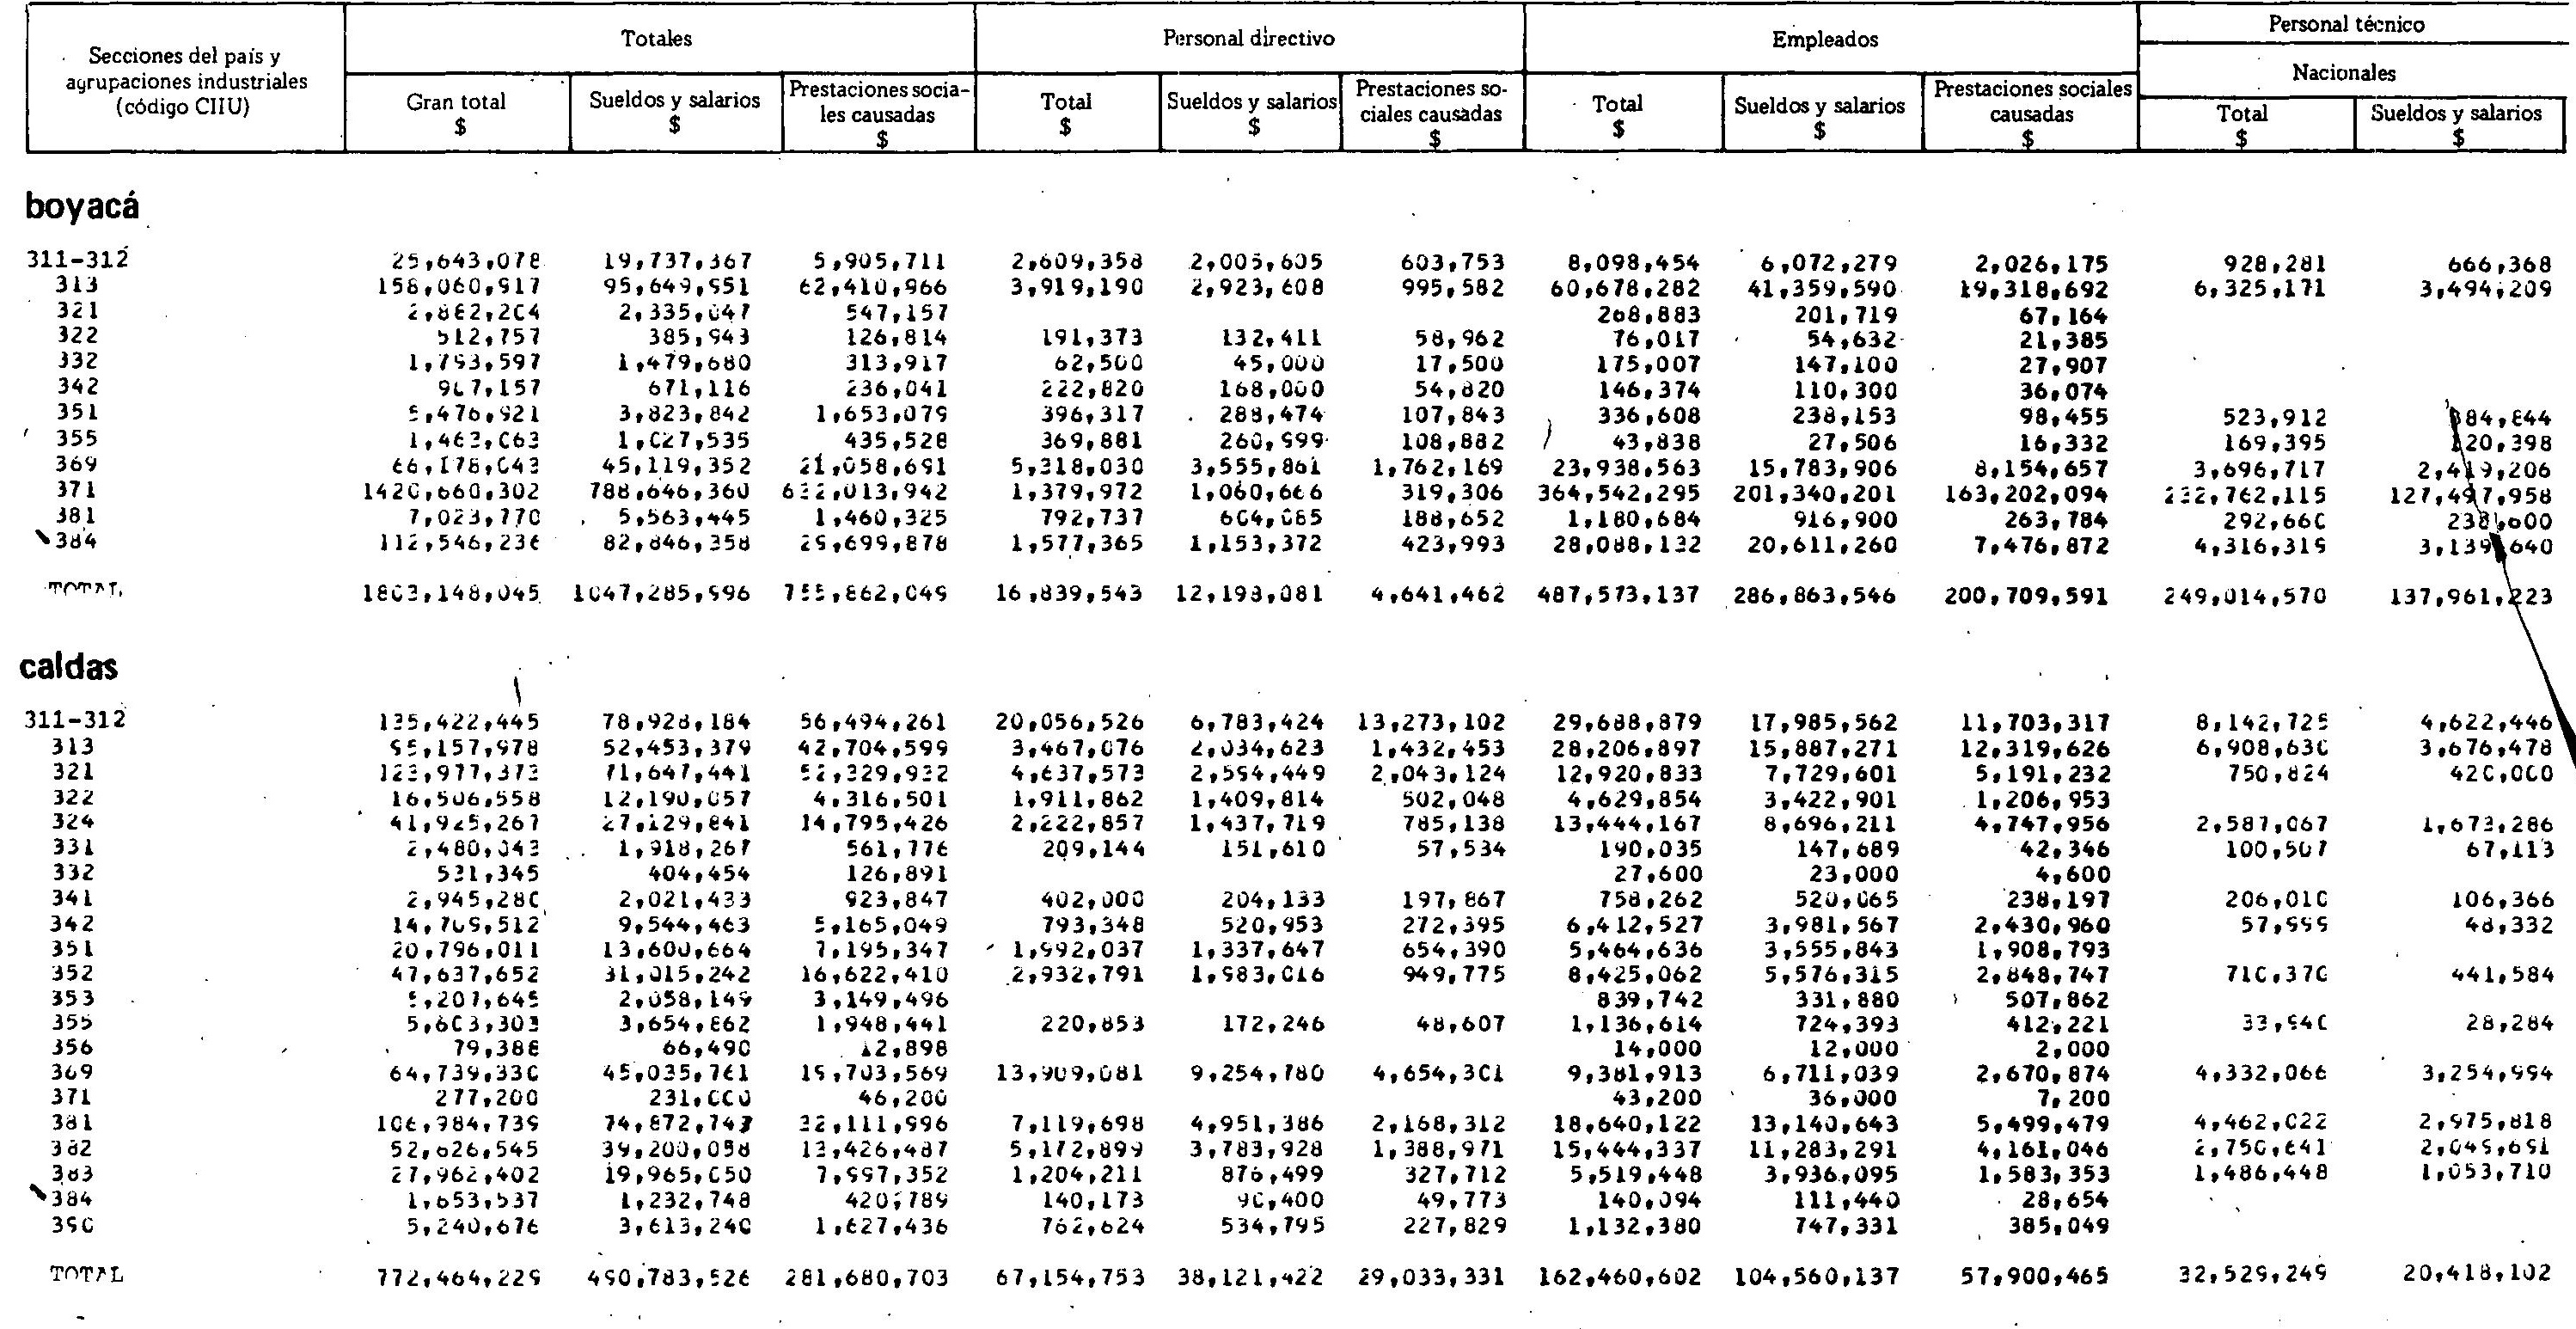 Secciones del país y
agrupaciones industriales
(código CIIU)
Totales
Personal directivo
Empleados
Personal técnico
Nacionales
Gran total
$
Sueldos y salarios
$
Prestaciones socia-
les causadas
$
Total
$
Sueldos y salarios
$
Prestaciones so-
ciales causadas
$
Total
$
Sueldos y salarios
$
Prestaciones sociales
causadas
$
Total
$
Sueldos y salarios
$
boyacá
311-312 25,643,078 19,737,367 5,905,711 2,609,358 2,005,605 603,753 8,098,454 6,072,279 2,026,175 928,281 666,368
313 158,060,917 95,649,951 62,410,966 3,919,190 2,923,608 995,582 60,678,282 41,359,590 19,318,692 6,325,171 3,494,209
321 2,882,204 2,335,047 547,157 268,883 201,719 67,164
322 512,757 385,943 126,814 191,373 132,411 58,962 76,017 54,632 21,385
332 1,793,597 1,479,680 313,917 62,500 45,000 17,500 175,007 147,100 27,907
342 907,157 671,116 236,041 222,820 168,000 54,820 146,374 110,300 36,074
351 5,476,921 3,823,842 1,653,079 396,317 288,474 107,843 336,608 238,153 98,455 523,912 384,844
355 1,463,063 1,027,535 435,528 369,881 260,999 108,882 43,838 27,506 16,332 169,395 120,398
369 66,178,043 45,119,352 21,058,691 5,318,030 3,555,861 1,762,169 23,938,563 15,783,906 8,154,657 3,696,717 2,419,206
371 1420,660,302 788,646,360 632,013,942 1,379,972 1,060,666 319,306 364,542,295 201,340,201 163,202,094 232,762,115 127,497,958
381 7,023,770 5,563,445 1,460,325 792,737 604,085 188,652 1,180,684 916,900 263,784 292,660 238,600
384 112,546,236 82,846,358 29,699,878 1,577,365 1,153,372 423,993 28,088,132 20,611,260 7,476,872 4,316,319 3,139,640
TOTAL 1803,148,045 1047,285,996 755,862,049 16,839,543 12,198,081 4,641,462 487,573,137 286,863,546 200,709,591 249,014,570 137,961,223
caldas
311-312 135,422,445 78,928,184 56,494,261 20,056,526 6,783,424 13,273,102 29,688,879 17,985,562 11,703,317 8,142,725 4,622,446
313 95,157,978 52,453,379 42,704,599 3,467,076 2,034,623 1,432,453 28,206,897 15,887,271 12,319,626 6,908,630 3,676,478
321 123,977,373 71,647,441 52,329,932 4,637,573 2,594,449 2,043,124 12,920,833 7,729,601 5,191,232 750,824 420,000
322 16,506,558 12,190,057 4,316,501 1,911,862 1,409,814 502,048 4,629,854 3,422,901 1,206,953
324 41,925,267 27,129,841 14,795,426 2,222,857 1,437,719 785,138 13,444,167 8,696,211 4,747,956 2,587,067 1,673,286
331 2,480,043 1,918,267 561,776 209,144 151,610 57,534 190,035 147,689 42,346 100,507 67,113
332 531,345 404,454 126,891 27,600 23,000 4,600
341 2,945,280 2,021,433 923,847 402,000 204,133 197,867 758,262 520,065 238,197 206,010 106,366
342 14,709,512 9,544,463 5,165,049 793,348 520,953 272,395 6,412,527 3,981,567 2,430,960 57,999 48,332
351 20,796,011 13,600,664 7,195,347 1,992,037 1,337,647 654,390 5,464,636 3,555,843 1,908,793
352 47,637,652 31,015,242 16,622,410 2,932,791 1,983,016 949,775 8,425,062 5,576,315 2,848,747 710,370 441,584
353 5,207,645 2,058,149 3,149,496 839,742 331,880 507,862
355 5,603,303 3,654,862 1,948,441 220,853 172,246 48,607 1,136,614 724,393 412,221 33,940 28,284
356 79,388 66,490 12,898 14,000 12,000 2,000
369 64,739,330 45,035,761 19,703,569 13,909,081 9,254,780 4,654,301 9,381,913 6,711,039 2,670,874 4,332,066 3,254,994
371 277,200 231,000 46,200 43,200 36,000 7,200
381 106,984,739 74,872,743 32,111,996 7,119,698 4,951,386 2,168,312 18,640,122 13,140,643 5,499,479 4,462,022 2,975,818
382 52,626,545 39,200,058 13,426,487 5,172,899 3,783,928 1,388,971 15,444,337 11,283,291 4,161,046 2,750,641 2,049,691
383 27,962,402 19,965,050 7,997,352 1,204,211 876,499 327,712 5,519,448 3,936,095 1,583,353 1,486,448 1,053,710
384 1,653,537 1,232,748 420,789 140,173 90,400 49,773 140,094 111,440 28,654
390 5,240,676 3,613,240 1,627,436 762,624 534,795 227,829 1,132,380 747,331 385,049
TOTAL 772,464,229 490,783,526 281,680,703 67,154,753 38,121,422 29,033,331 162,460,602 104,560,137 57,900,465 32,529,249 20,418,102